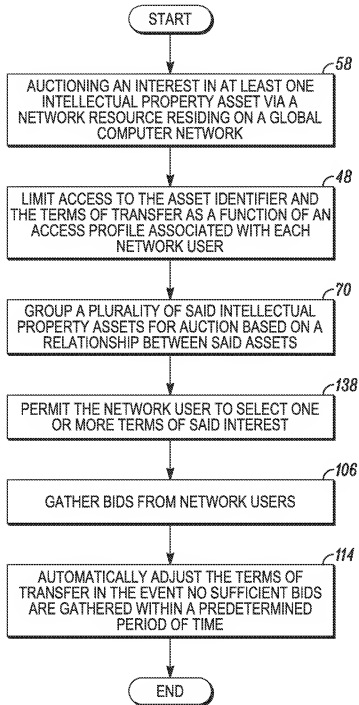 START
58
AUCTIONING AN INTEREST IN AT LEAST ONE
INTELLECTUAL PROPERTY ASSET VIA A
NETWORK RESOURCE RESIDING ON A GLOBAL
COMPUTER NETWORK
48
LIMIT ACCESS TO THE ASSET IDENTIFIER AND
THE TERMS OF TRANSFER AS A FUNCTION OF AN
ACCESS PROFILE ASSOCIATED WITH EACH
NETWORK USER
70
GROUP A PLURALITY OF SAID INTELLECTUAL
PROPERTY ASSETS FOR AUCTION BASED ON A
RELATIONSHIP BETWEEN SAID ASSETS
138
PERMIT THE NETWORK USER TO SELECT ONE
OR MORE TERMS OF SAID INTEREST
106
GATHER BIDS FROM NETWORK USERS
114
AUTOMATICALLY ADJUST THE TERMS OF
TRANSFER IN THE EVENT NO SUFFICIENT BIDS
ARE GATHERED WITHIN A PREDETERMINED
PERIOD OF TIME
END